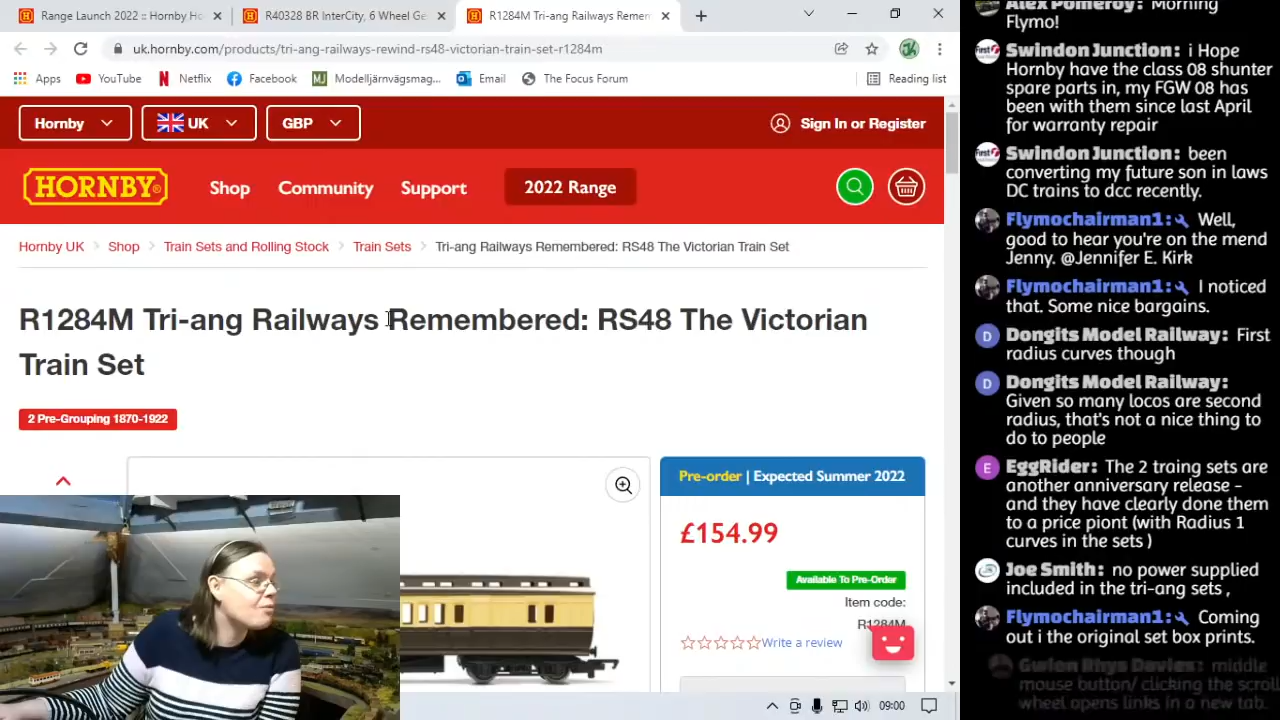 Range Launch 2022 :: Hornby Ho
R40328 BR InterCity, 6 Wheel Ge
R1284M Tri-ang Railways Remem
uk.hornby.com/products/tri-ang-railways-rewind-rs48-victorian-train-set-r1284m
Apps
YouTube
Netflix
Facebook
Modelljärnvägsmag...
Email
The Focus Forum
Reading list
Hornby
UK
GBP
Sign In or Register
HORNBY
Shop
Community
Support
2022 Range
Hornby UK
Shop
Train Sets and Rolling Stock
Train Sets
Tri-ang Railways Remembered: RS48 The Victorian Train Set
R1284M Tri-ang Railways Remembered: RS48 The Victorian
Train Set
2 Pre-Grouping 1870-1922
Pre-order | Expected Summer 2022
£154.99
Available To Pre-Order
Item code:
R1284M
Write a review
09:00
Alex Pomeroy: Morning
Flymo!
Swindon Junction: i Hope
Hornby have the class 08 shunter
spare parts in, my FGW 08 has
been with them since last April
for warranty repair
Swindon Junction: been
converting my future son in laws
DC trains to dcc recently.
Flymochairman1: Well,
good to hear you're on the mend
Jenny. @Jennifer E. Kirk
Flymochairman1: I noticed
that. Some nice bargains.
D
Dongits Model Railway: First
radius curves though
D
Dongits Model Railway:
Given so many locos are second
radius, that's not a nice thing to
do to people
E
EggRider: The 2 traing sets are
another anniversary release -
and they have clearly done them
to a price piont (with Radius 1
curves in the sets )
Joe Smith: no power supplied
included in the tri-ang sets ,
Flymochairman1: Coming
out i the original set box prints.
Gwion Rhys Davies: middle
mouse button/ clicking the scroll
wheel opens links in a new tab.